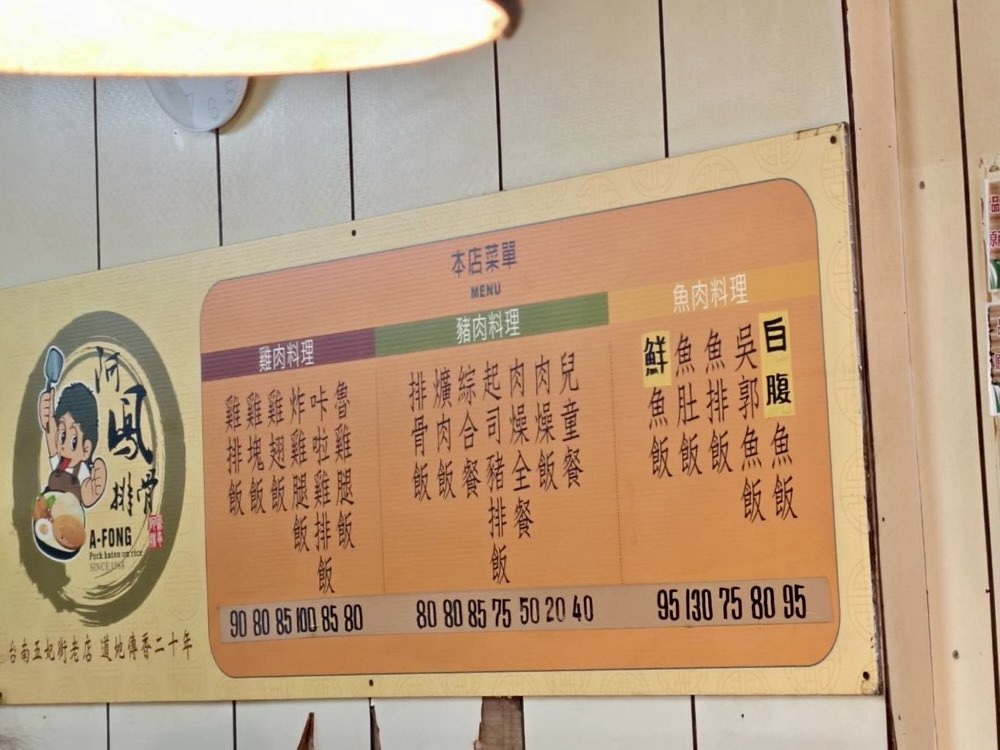 本店菜單
MENU
雞肉料理
雞排飯
雞塊飯
雞翅飯
炸雞腿飯
咔啦雞排飯
魯雞腿飯
90 80 85 100 85 80
豬肉料理
排骨飯
爌肉飯
綜合餐
起司豬排飯
肉燥全餐
肉燥飯
兒童餐
80 80 85 75 50 20 40
魚肉料理
鮮魚飯
魚肚飯
魚排飯
吳郭魚飯
白腹魚飯
95 130 75 80 95
阿鳳
排骨
A-FONG
Pork katsu on rice
SINCE 1988
台南五妃街老店 道地傳香二十年
7 6 5